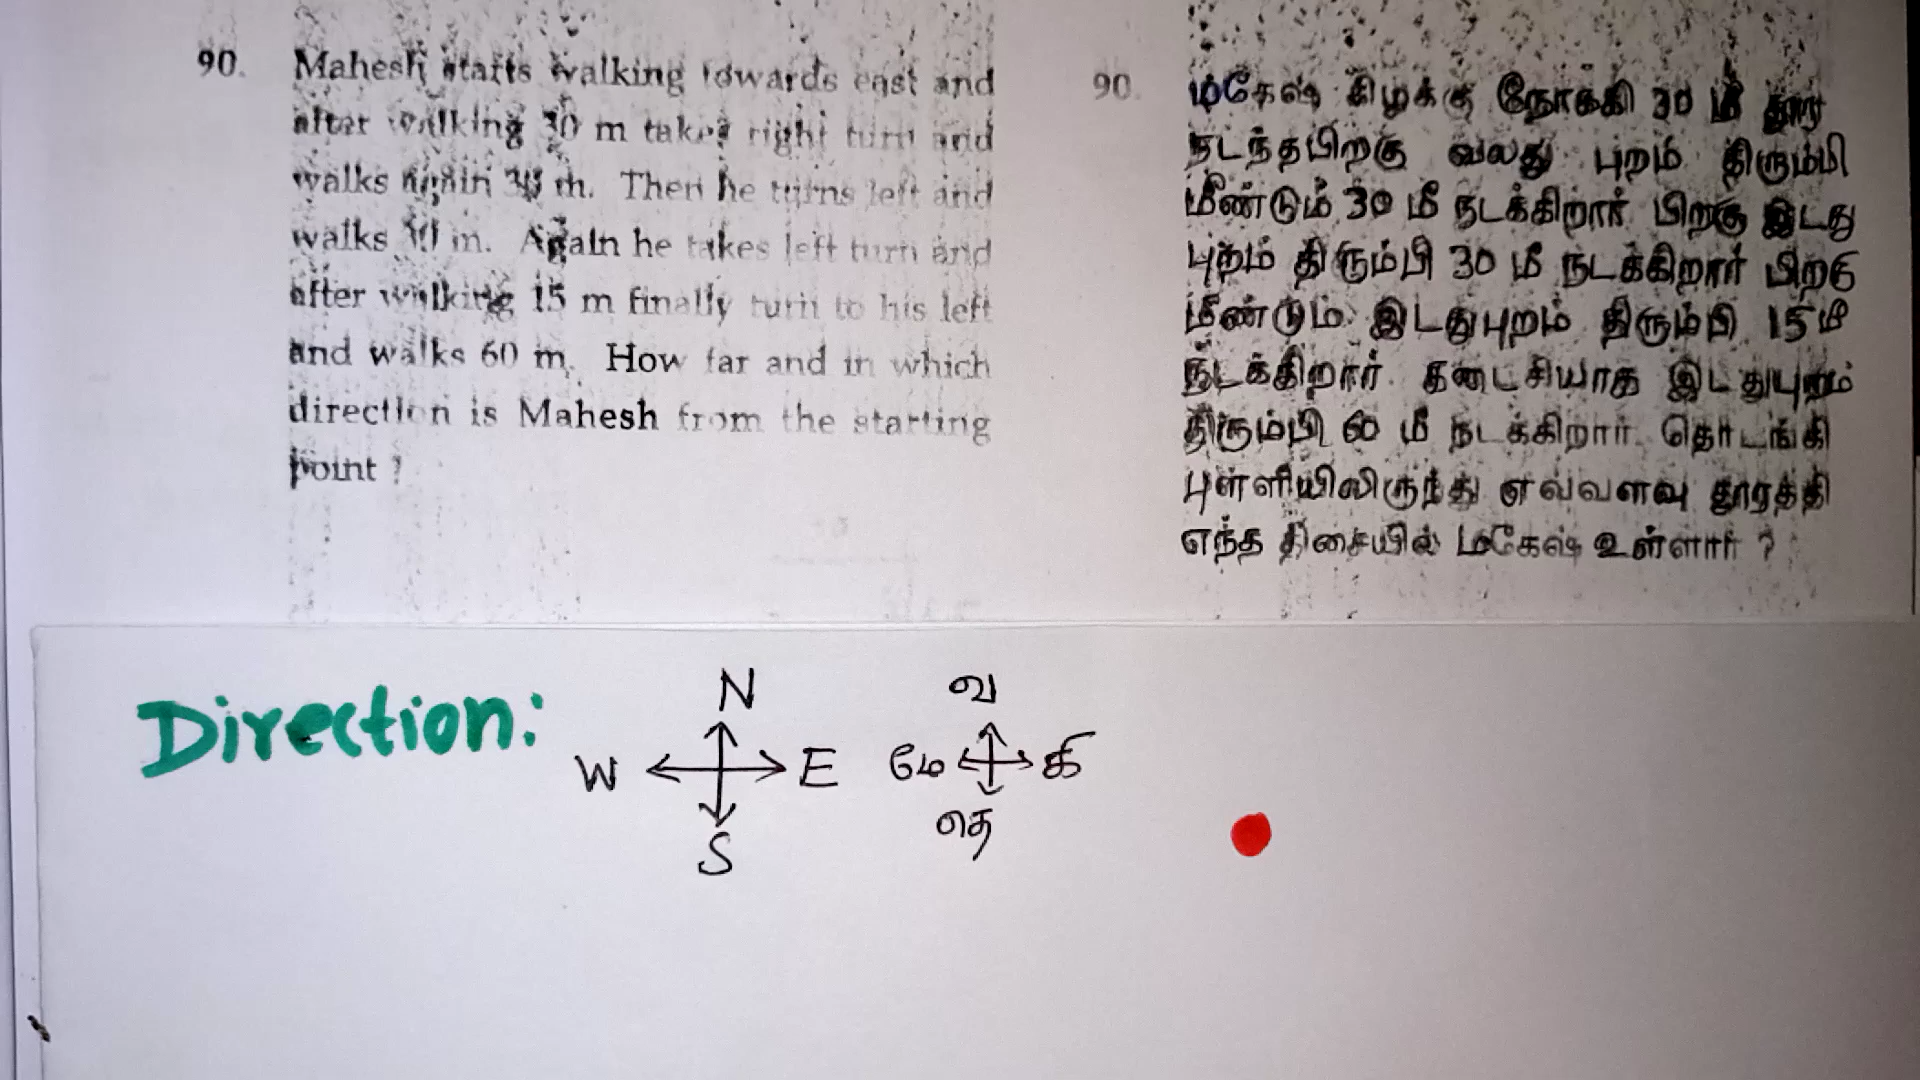 90. Mahesh starts walking towards east and
after walking 30 m takes right turn and
walks again 30 m. Then he turns left and
walks 30 m. Again he takes left turn and
after walking 15 m finally turn to his left
and walks 60 m. How far and in which
direction is Mahesh from the starting
point ?
90. மகேஷ் கிழக்கு நோக்கி 30 மீ தூர
நடந்தபிறகு வலது புறம் திரும்பி
மீண்டும் 30 மீ நடக்கிறார் பிறகு இடது
புறம் திரும்பி 30 மீ நடக்கிறார் பிறகு
மீண்டும் இடதுபுறம் திரும்பி 15 மீ
நடக்கிறார். கடைசியாக இடதுபுறம்
திரும்பி 60 மீ நடக்கிறார். தொடங்கி
புள்ளியிலிருந்து எவ்வளவு தூரத்தி
எந்த திசையில் மகேஷ் உள்ளார் ?
Direction:
N
W E
S
வ
மே கி
தெ